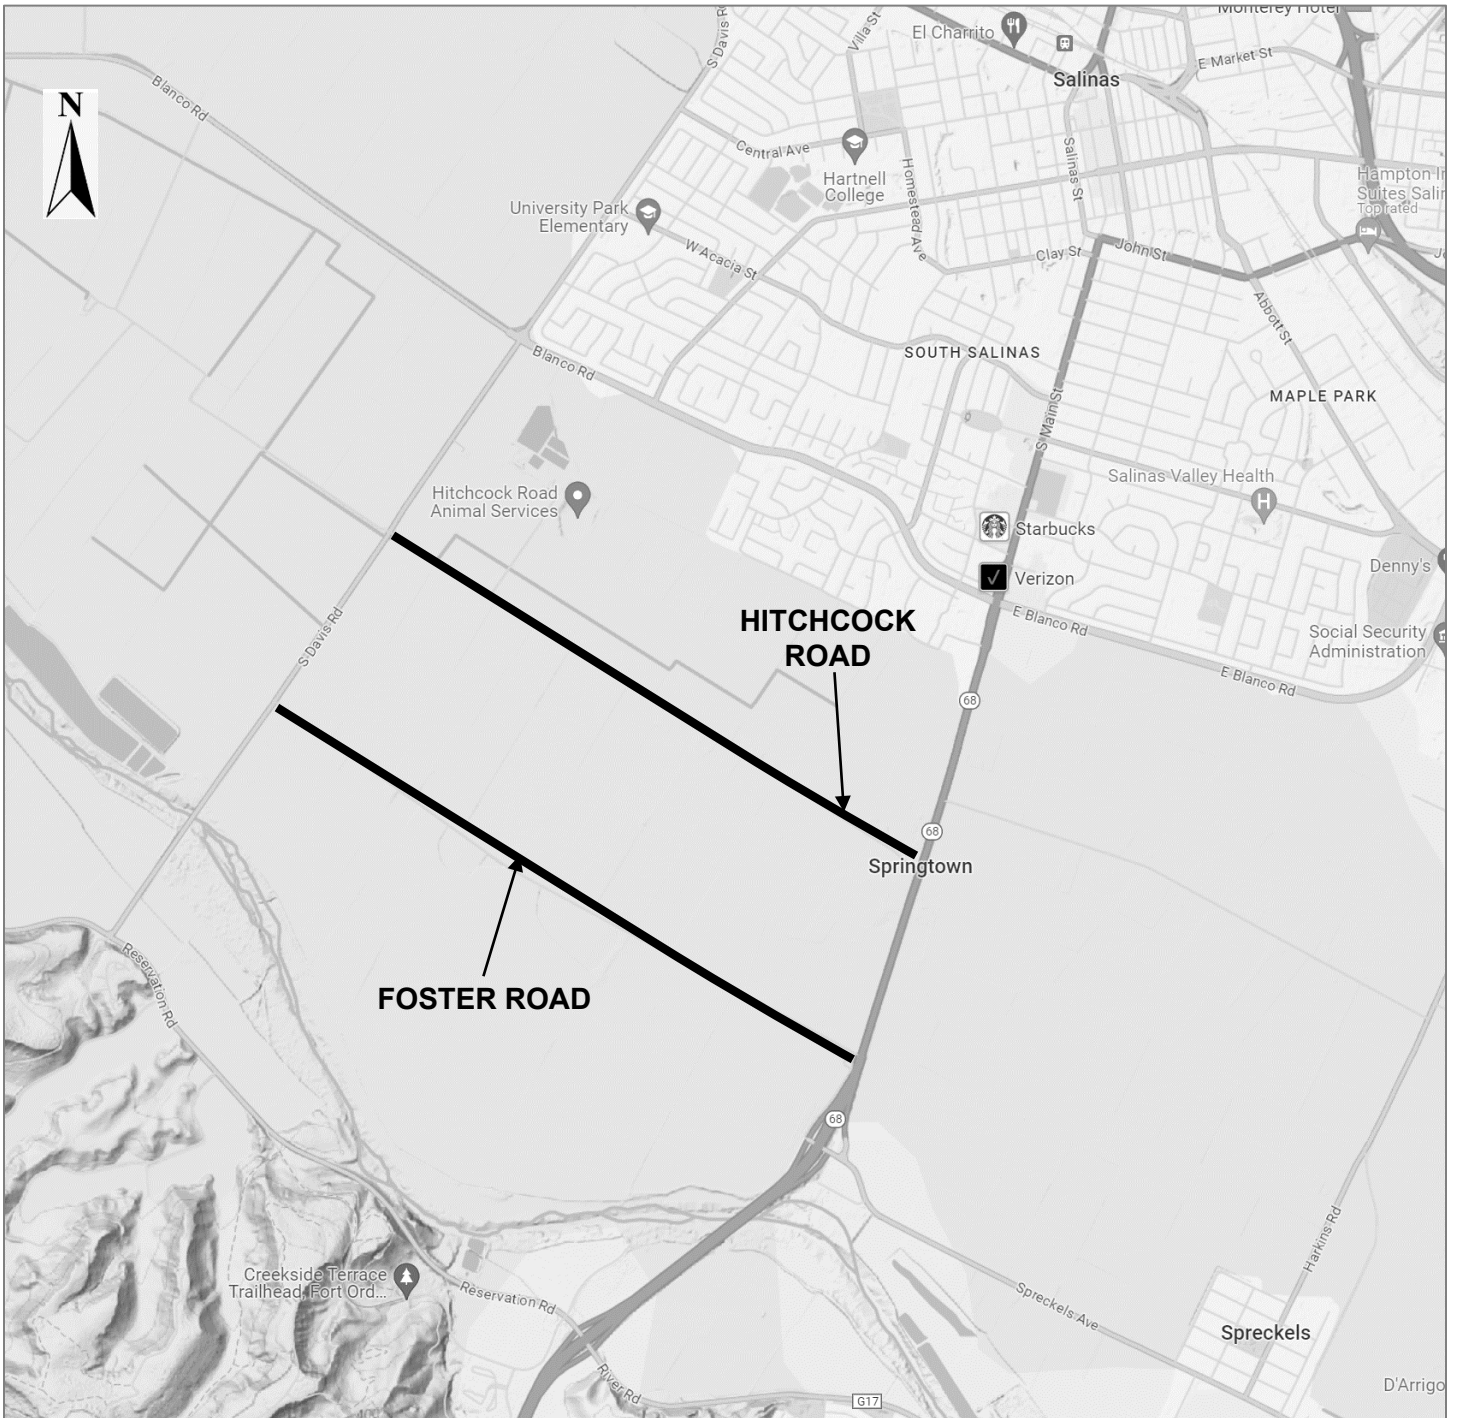 Monterey Hotel
El Charrito
Villa St
S Davis R
E Market St
Salinas
Blanco Rd
N
Central Ave
Salinas St
Hartnell
College
Homestead Ave
Hampton In
Suites Salin
Top rated
University Park
Elementary
W Acacia St
Clay St
John St
Abbott St
Blanco Rd
SOUTH SALINAS
MAPLE PARK
S Main St
Salinas Valley Health
H
Hitchcock Road
Animal Services
Starbucks
Denny's
Verizon
E Blanco Rd
HITCHCOCK
ROAD
S Davis Rd
Social Security
Administration
E Blanco Rd
68
68
Springtown
Reservation Rd
FOSTER ROAD
68
Harkins Rd
Creekside Terrace
Trailhead, Fort Ord...
Reservation Rd
Spreckels Ave
Spreckels
River Rd
G17
D'Arrigo